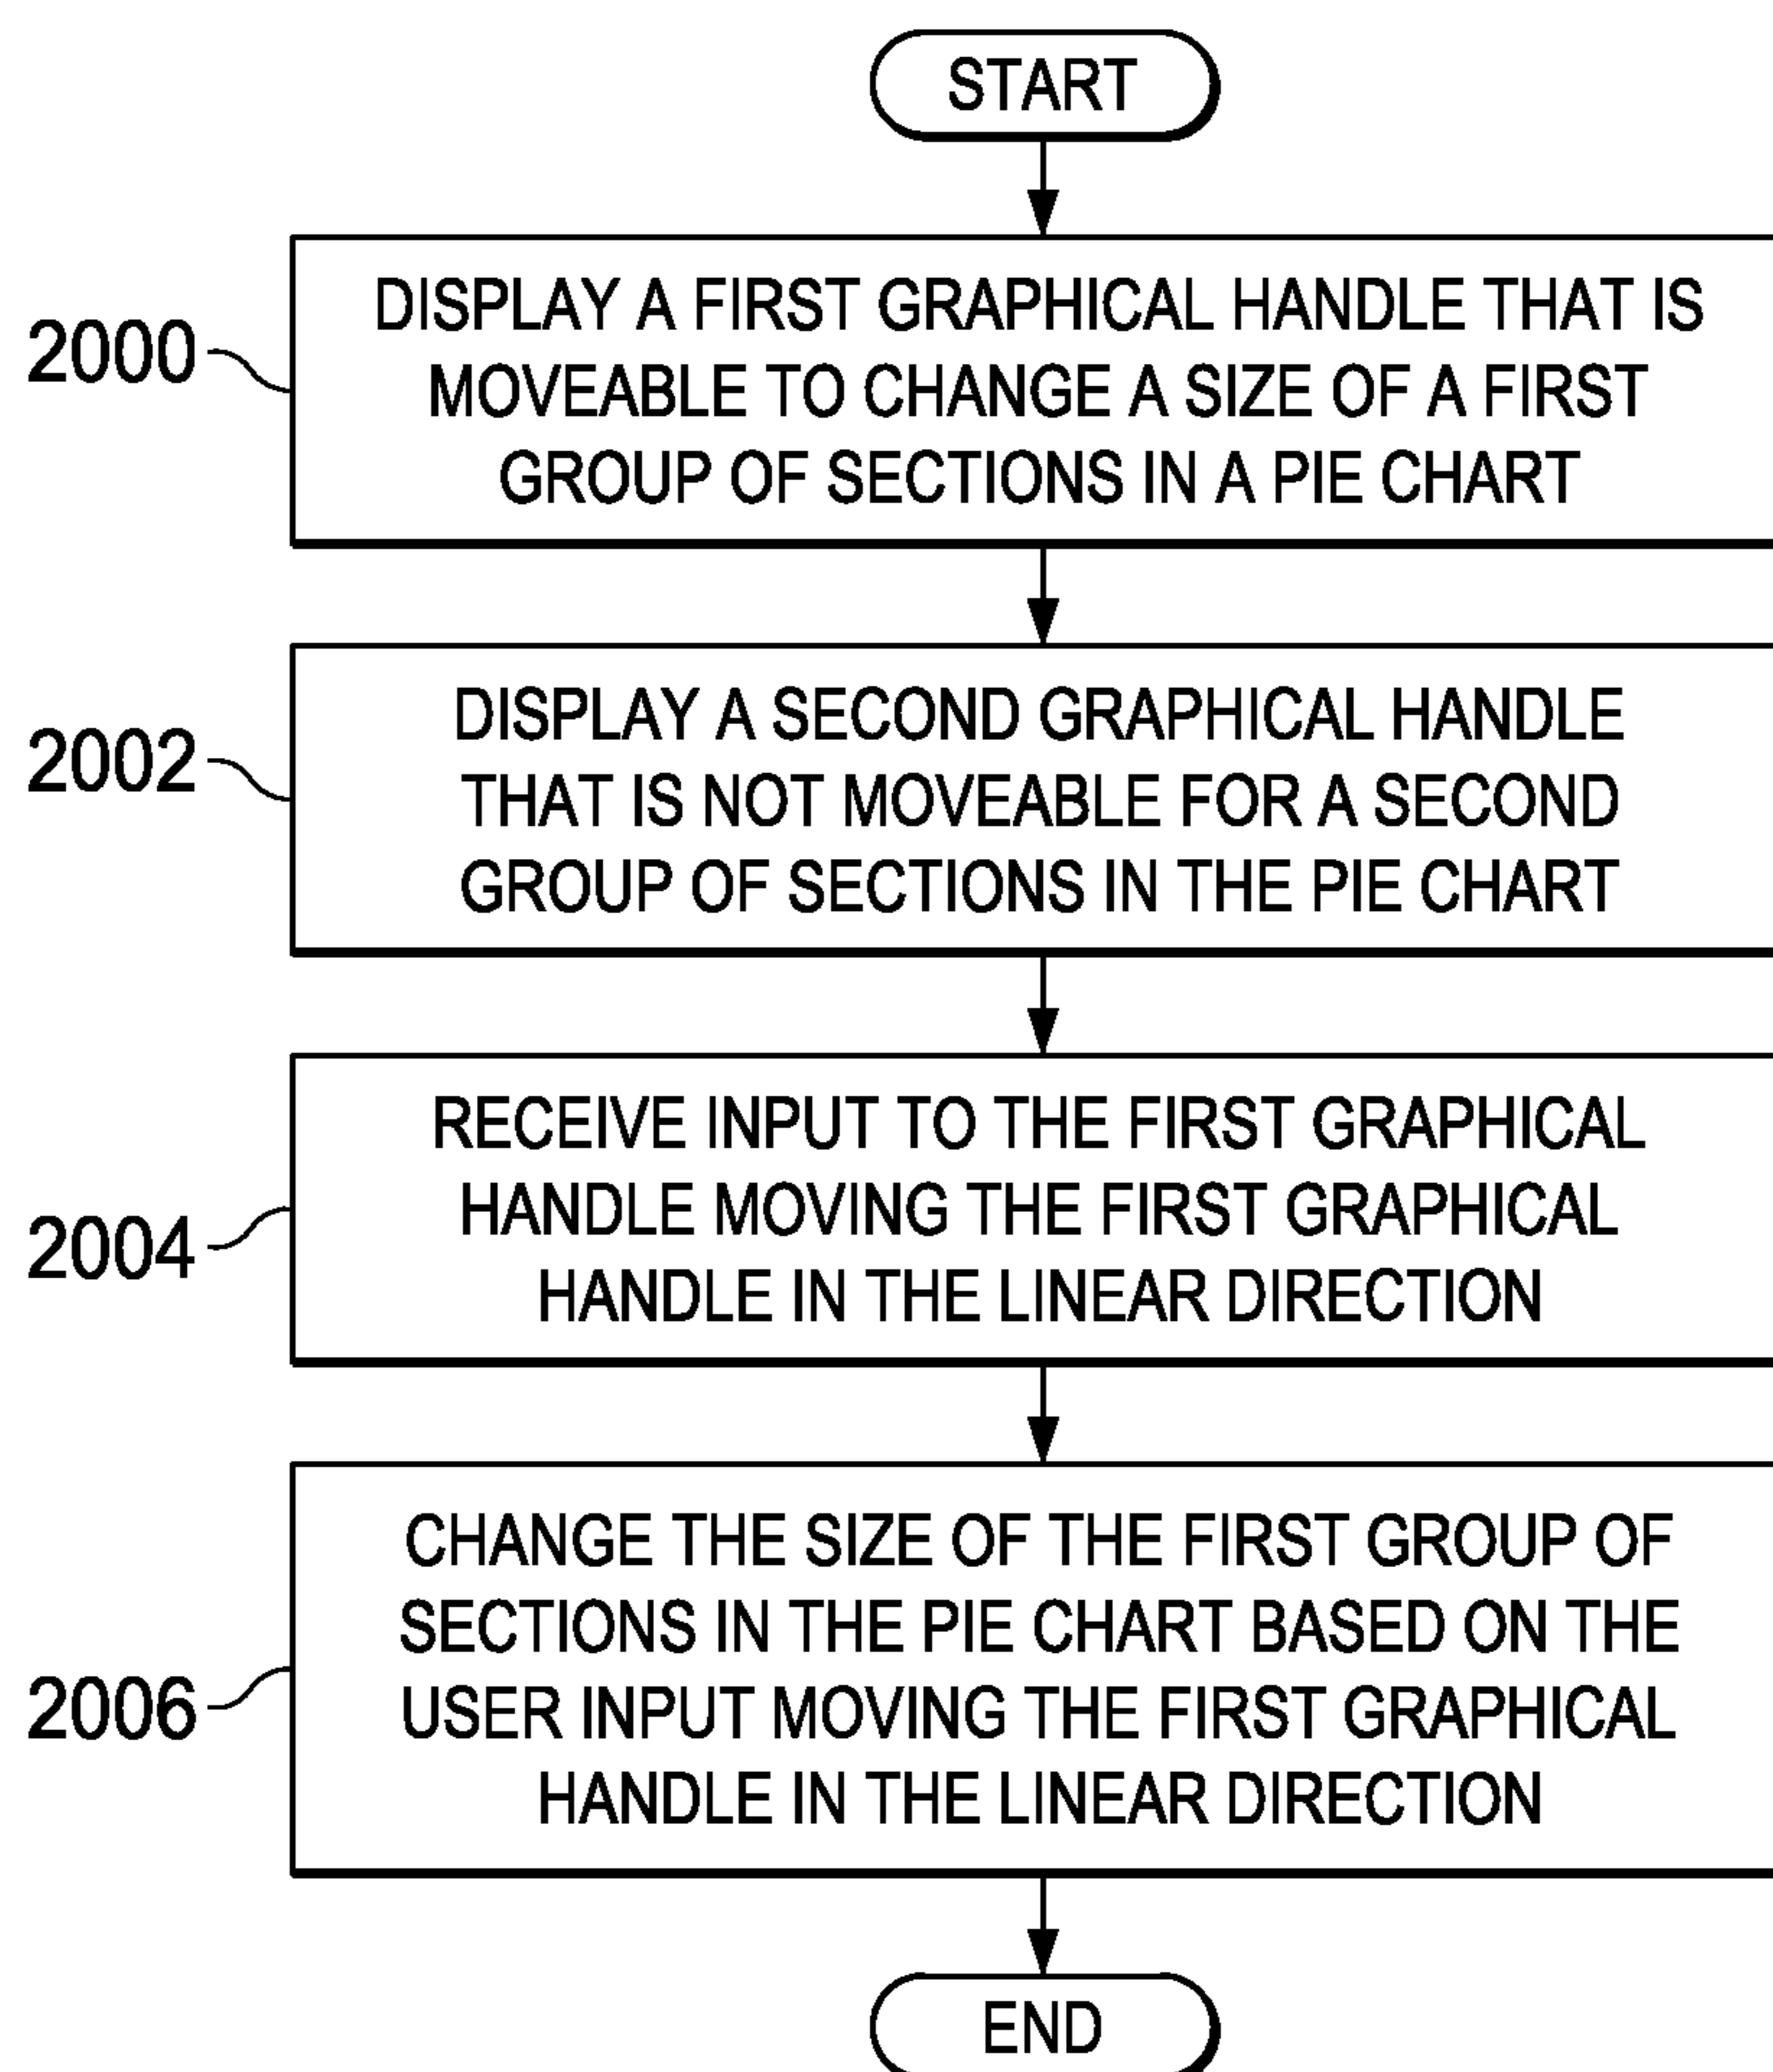 START
2000
DISPLAY A FIRST GRAPHICAL HANDLE THAT IS
MOVEABLE TO CHANGE A SIZE OF A FIRST
GROUP OF SECTIONS IN A PIE CHART
2002
DISPLAY A SECOND GRAPHICAL HANDLE
THAT IS NOT MOVEABLE FOR A SECOND
GROUP OF SECTIONS IN THE PIE CHART
2004
RECEIVE INPUT TO THE FIRST GRAPHICAL
HANDLE MOVING THE FIRST GRAPHICAL
HANDLE IN THE LINEAR DIRECTION
2006
CHANGE THE SIZE OF THE FIRST GROUP OF
SECTIONS IN THE PIE CHART BASED ON THE
USER INPUT MOVING THE FIRST GRAPHICAL
HANDLE IN THE LINEAR DIRECTION
END